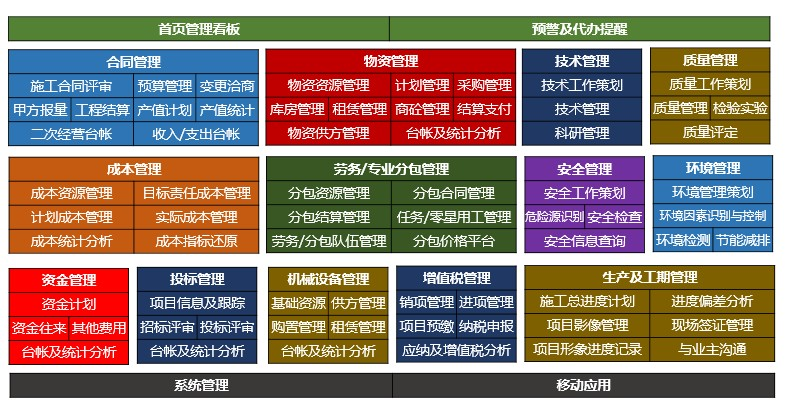 首页管理看板 预警及代办提醒
合同管理
施工合同评审 预算管理 变更洽商
甲方报量 工程结算 产值计划 产值统计
二次经营台帐 收入/支出台帐
物资管理
物资资源管理 计划管理 采购管理
库房管理 租赁管理 商砼管理 结算支付
物资供方管理 台帐及统计分析
技术管理
技术工作策划
技术管理
科研管理
质量管理
质量工作策划
质量管理 检验实验
质量评定
成本管理
成本资源管理 目标责任成本管理
计划成本管理 实际成本管理
成本统计分析 成本指标还原
劳务/专业分包管理
分包资源管理 分包合同管理
分包结算管理 任务/零星用工管理
劳务/分包队伍管理 分包价格平台
安全管理
安全工作策划
危险源识别 安全检查
安全信息查询
环境管理
环境管理策划
环境因素识别与控制
环境检测 节能减排
资金管理
资金计划
资金往来 其他费用
台帐及统计分析
投标管理
项目信息及跟踪
招标评审 投标评审
台帐及统计分析
机械设备管理
基础资源 供方管理
购置管理 租赁管理
台帐及统计分析
增值税管理
销项管理 进项管理
项目预缴 纳税申报
应纳及增值税分析
生产及工期管理
施工总进度计划 进度偏差分析
项目影像管理 现场签证管理
项目形象进度记录 与业主沟通
系统管理 移动应用